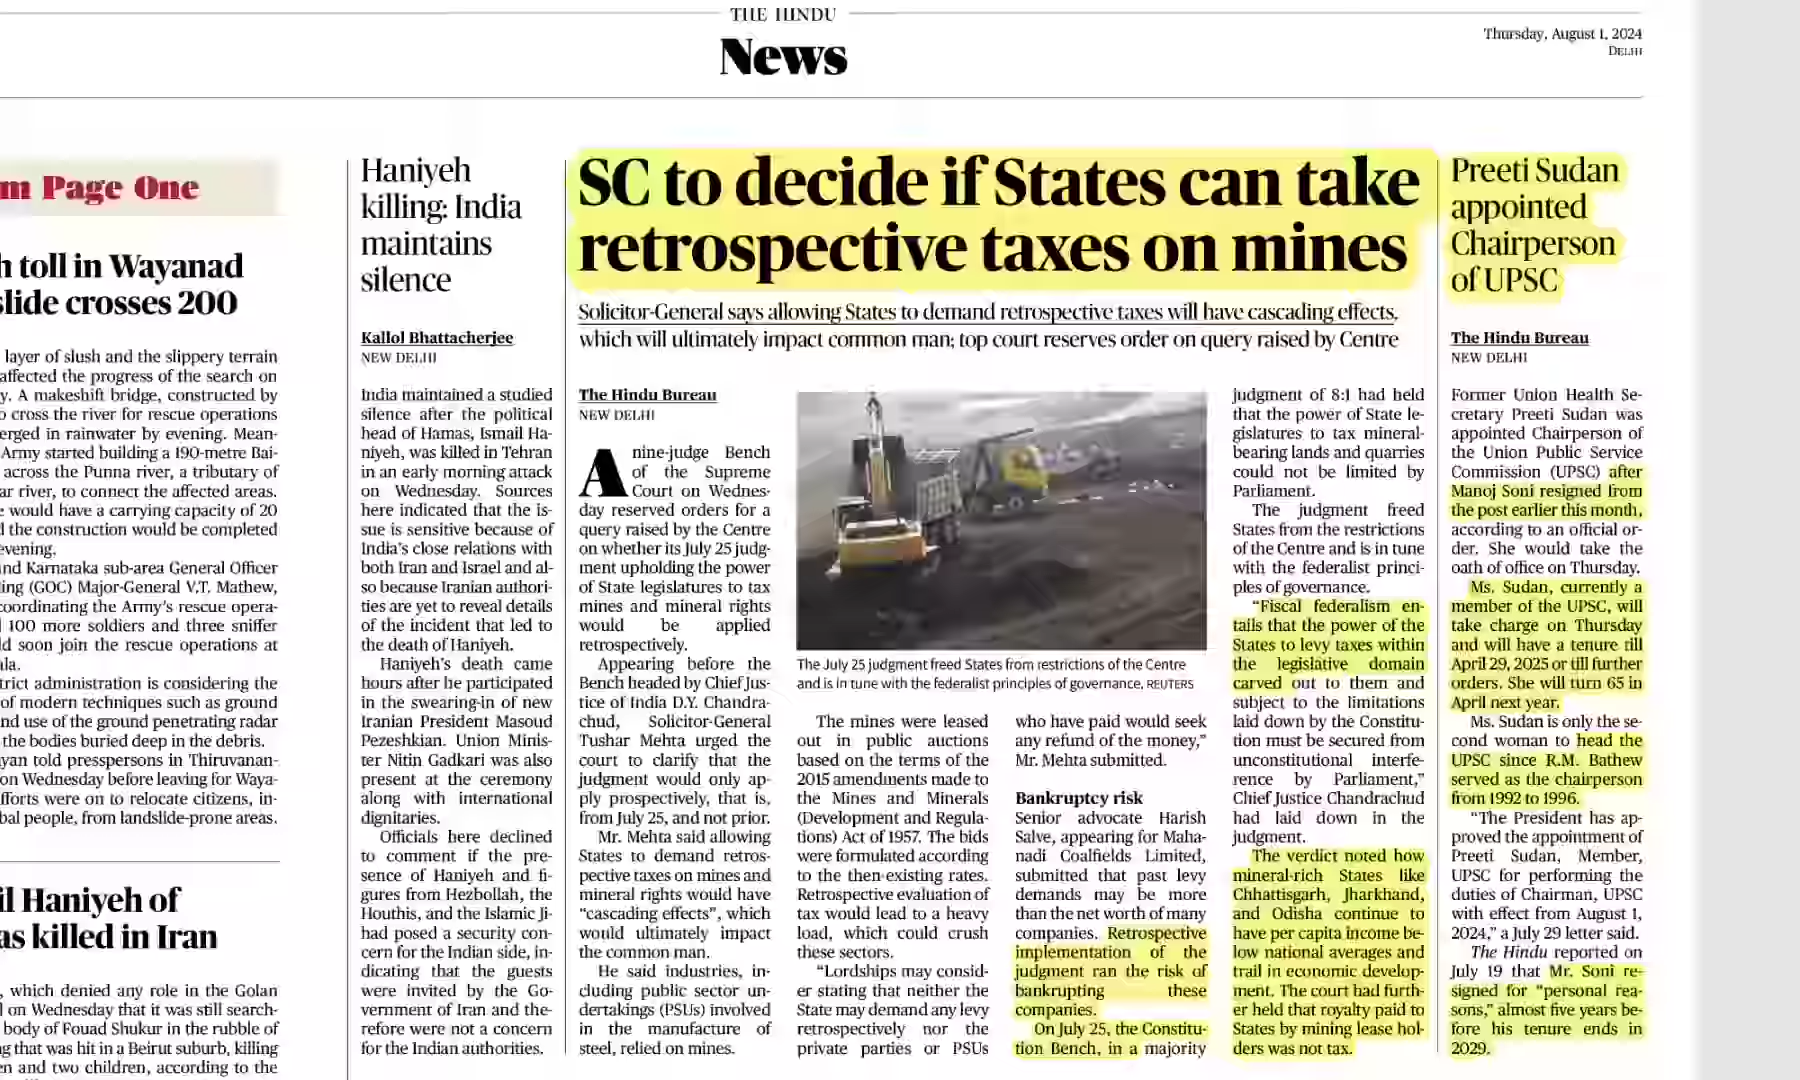 THE HINDU
News
Thursday, August 1, 2024
DELHI
m Page One
h toll in Wayanad
slide crosses 200
layer of slush and the slippery terrain
affected the progress of the search on
y. A makeshift bridge, constructed by
o cross the river for rescue operations
erged in rainwater by evening. Mean-
Army started building a 190-metre Bai-
across the Punna river, a tributary of
ar river, to connect the affected areas.
e would have a carrying capacity of 20
d the construction would be completed
evening.
nd Karnataka sub-area General Officer
ling (GOC) Major-General V.T. Mathew,
coordinating the Army's rescue opera-
l 100 more soldiers and three sniffer
ld soon join the rescue operations at
ala.
trict administration is considering the
of modern techniques such as ground
nd use of the ground penetrating radar
the bodies buried deep in the debris.
yan told presspersons in Thiruvanan-
on Wednesday before leaving for Waya-
fforts were on to relocate citizens, in-
bal people, from landslide-prone areas.
il Haniyeh of
as killed in Iran
, which denied any role in the Golan
l on Wednesday that it was still search-
body of Fouad Shukur in the rubble of
g that was hit in a Beirut suburb, killing
en and two children, according to the
Haniyeh
killing: India
maintains
silence
Kallol Bhattacherjee
NEW DELHI
India maintained a studied
silence after the political
head of Hamas, Ismail Ha-
niyeh, was killed in Tehran
in an early morning attack
on Wednesday. Sources
here indicated that the is-
sue is sensitive because of
India's close relations with
both Iran and Israel and al-
so because Iranian authori-
ties are yet to reveal details
of the incident that led to
the death of Haniyeh.
Haniyeh's death came
hours after he participated
in the swearing-in of new
Iranian President Masoud
Pezeshkian. Union Minis-
ter Nitin Gadkari was also
present at the ceremony
along with international
dignitaries.
Officials here declined
to comment if the pre-
sence of Haniyeh and fi-
gures from Hezbollah, the
Houthis, and the Islamic Ji-
had posed a security con-
cern for the Indian side, in-
dicating that the guests
were invited by the Go-
vernment of Iran and the-
refore were not a concern
for the Indian authorities.
SC to decide if States can take
retrospective taxes on mines
Solicitor-General says allowing States to demand retrospective taxes will have cascading effects,
which will ultimately impact common man; top court reserves order on query raised by Centre
The Hindu Bureau
NEW DELHI
A nine-judge Bench
of the Supreme
Court on Wednes-
day reserved orders for a
query raised by the Centre
on whether its July 25 judg-
ment upholding the power
of State legislatures to tax
mines and mineral rights
would be applied
retrospectively.
Appearing before the
Bench headed by Chief Jus-
tice of India D.Y. Chandra-
chud, Solicitor-General
Tushar Mehta urged the
court to clarify that the
judgment would only ap-
ply prospectively, that is,
from July 25, and not prior.
Mr. Mehta said allowing
States to demand retros-
pective taxes on mines and
mineral rights would have
“cascading effects”, which
would ultimately impact
the common man.
He said industries, in-
cluding public sector un-
dertakings (PSUs) involved
in the manufacture of
steel, relied on mines.
The July 25 judgment freed States from restrictions of the Centre
and is in tune with the federalist principles of governance. REUTERS
The mines were leased
out in public auctions
based on the terms of the
2015 amendments made to
the Mines and Minerals
(Development and Regula-
tions) Act of 1957. The bids
were formulated according
to the then-existing rates.
Retrospective evaluation of
tax would lead to a heavy
load, which could crush
these sectors.
“Lordships may consid-
er stating that neither the
State may demand any levy
retrospectively nor the
private parties or PSUs
who have paid would seek
any refund of the money,”
Mr. Mehta submitted.
Bankruptcy risk
Senior advocate Harish
Salve, appearing for Maha-
nadi Coalfields Limited,
submitted that past levy
demands may be more
than the net worth of many
companies. Retrospective
implementation of the
judgment ran the risk of
bankrupting these
companies.
On July 25, the Constitu-
tion Bench, in a majority
judgment of 8:1 had held
that the power of State le-
gislatures to tax mineral-
bearing lands and quarries
could not be limited by
Parliament.
The judgment freed
States from the restrictions
of the Centre and is in tune
with the federalist princi-
ples of governance.
“Fiscal federalism en-
tails that the power of the
States to levy taxes within
the legislative domain
carved out to them and
subject to the limitations
laid down by the Constitu-
tion must be secured from
unconstitutional interfe-
rence by Parliament,”
Chief Justice Chandrachud
had laid down in the
judgment.
The verdict noted how
mineral-rich States like
Chhattisgarh, Jharkhand,
and Odisha continue to
have per capita income be-
low national averages and
trail in economic develop-
ment. The court had furth-
er held that royalty paid to
States by mining lease hol-
ders was not tax.
Preeti Sudan
appointed
Chairperson
of UPSC
The Hindu Bureau
NEW DELHI
Former Union Health Se-
cretary Preeti Sudan was
appointed Chairperson of
the Union Public Service
Commission (UPSC) after
Manoj Soni resigned from
the post earlier this month,
according to an official or-
der. She would take the
oath of office on Thursday.
Ms. Sudan, currently a
member of the UPSC, will
take charge on Thursday
and will have a tenure till
April 29, 2025 or till further
orders. She will turn 65 in
April next year.
Ms. Sudan is only the se-
cond woman to head the
UPSC since R.M. Bathew
served as the chairperson
from 1992 to 1996.
“The President has ap-
proved the appointment of
Preeti Sudan, Member,
UPSC for performing the
duties of Chairman, UPSC
with effect from August 1,
2024,” a July 29 letter said.
The Hindu reported on
July 19 that Mr. Soni re-
signed for “personal rea-
sons,” almost five years be-
fore his tenure ends in
2029.